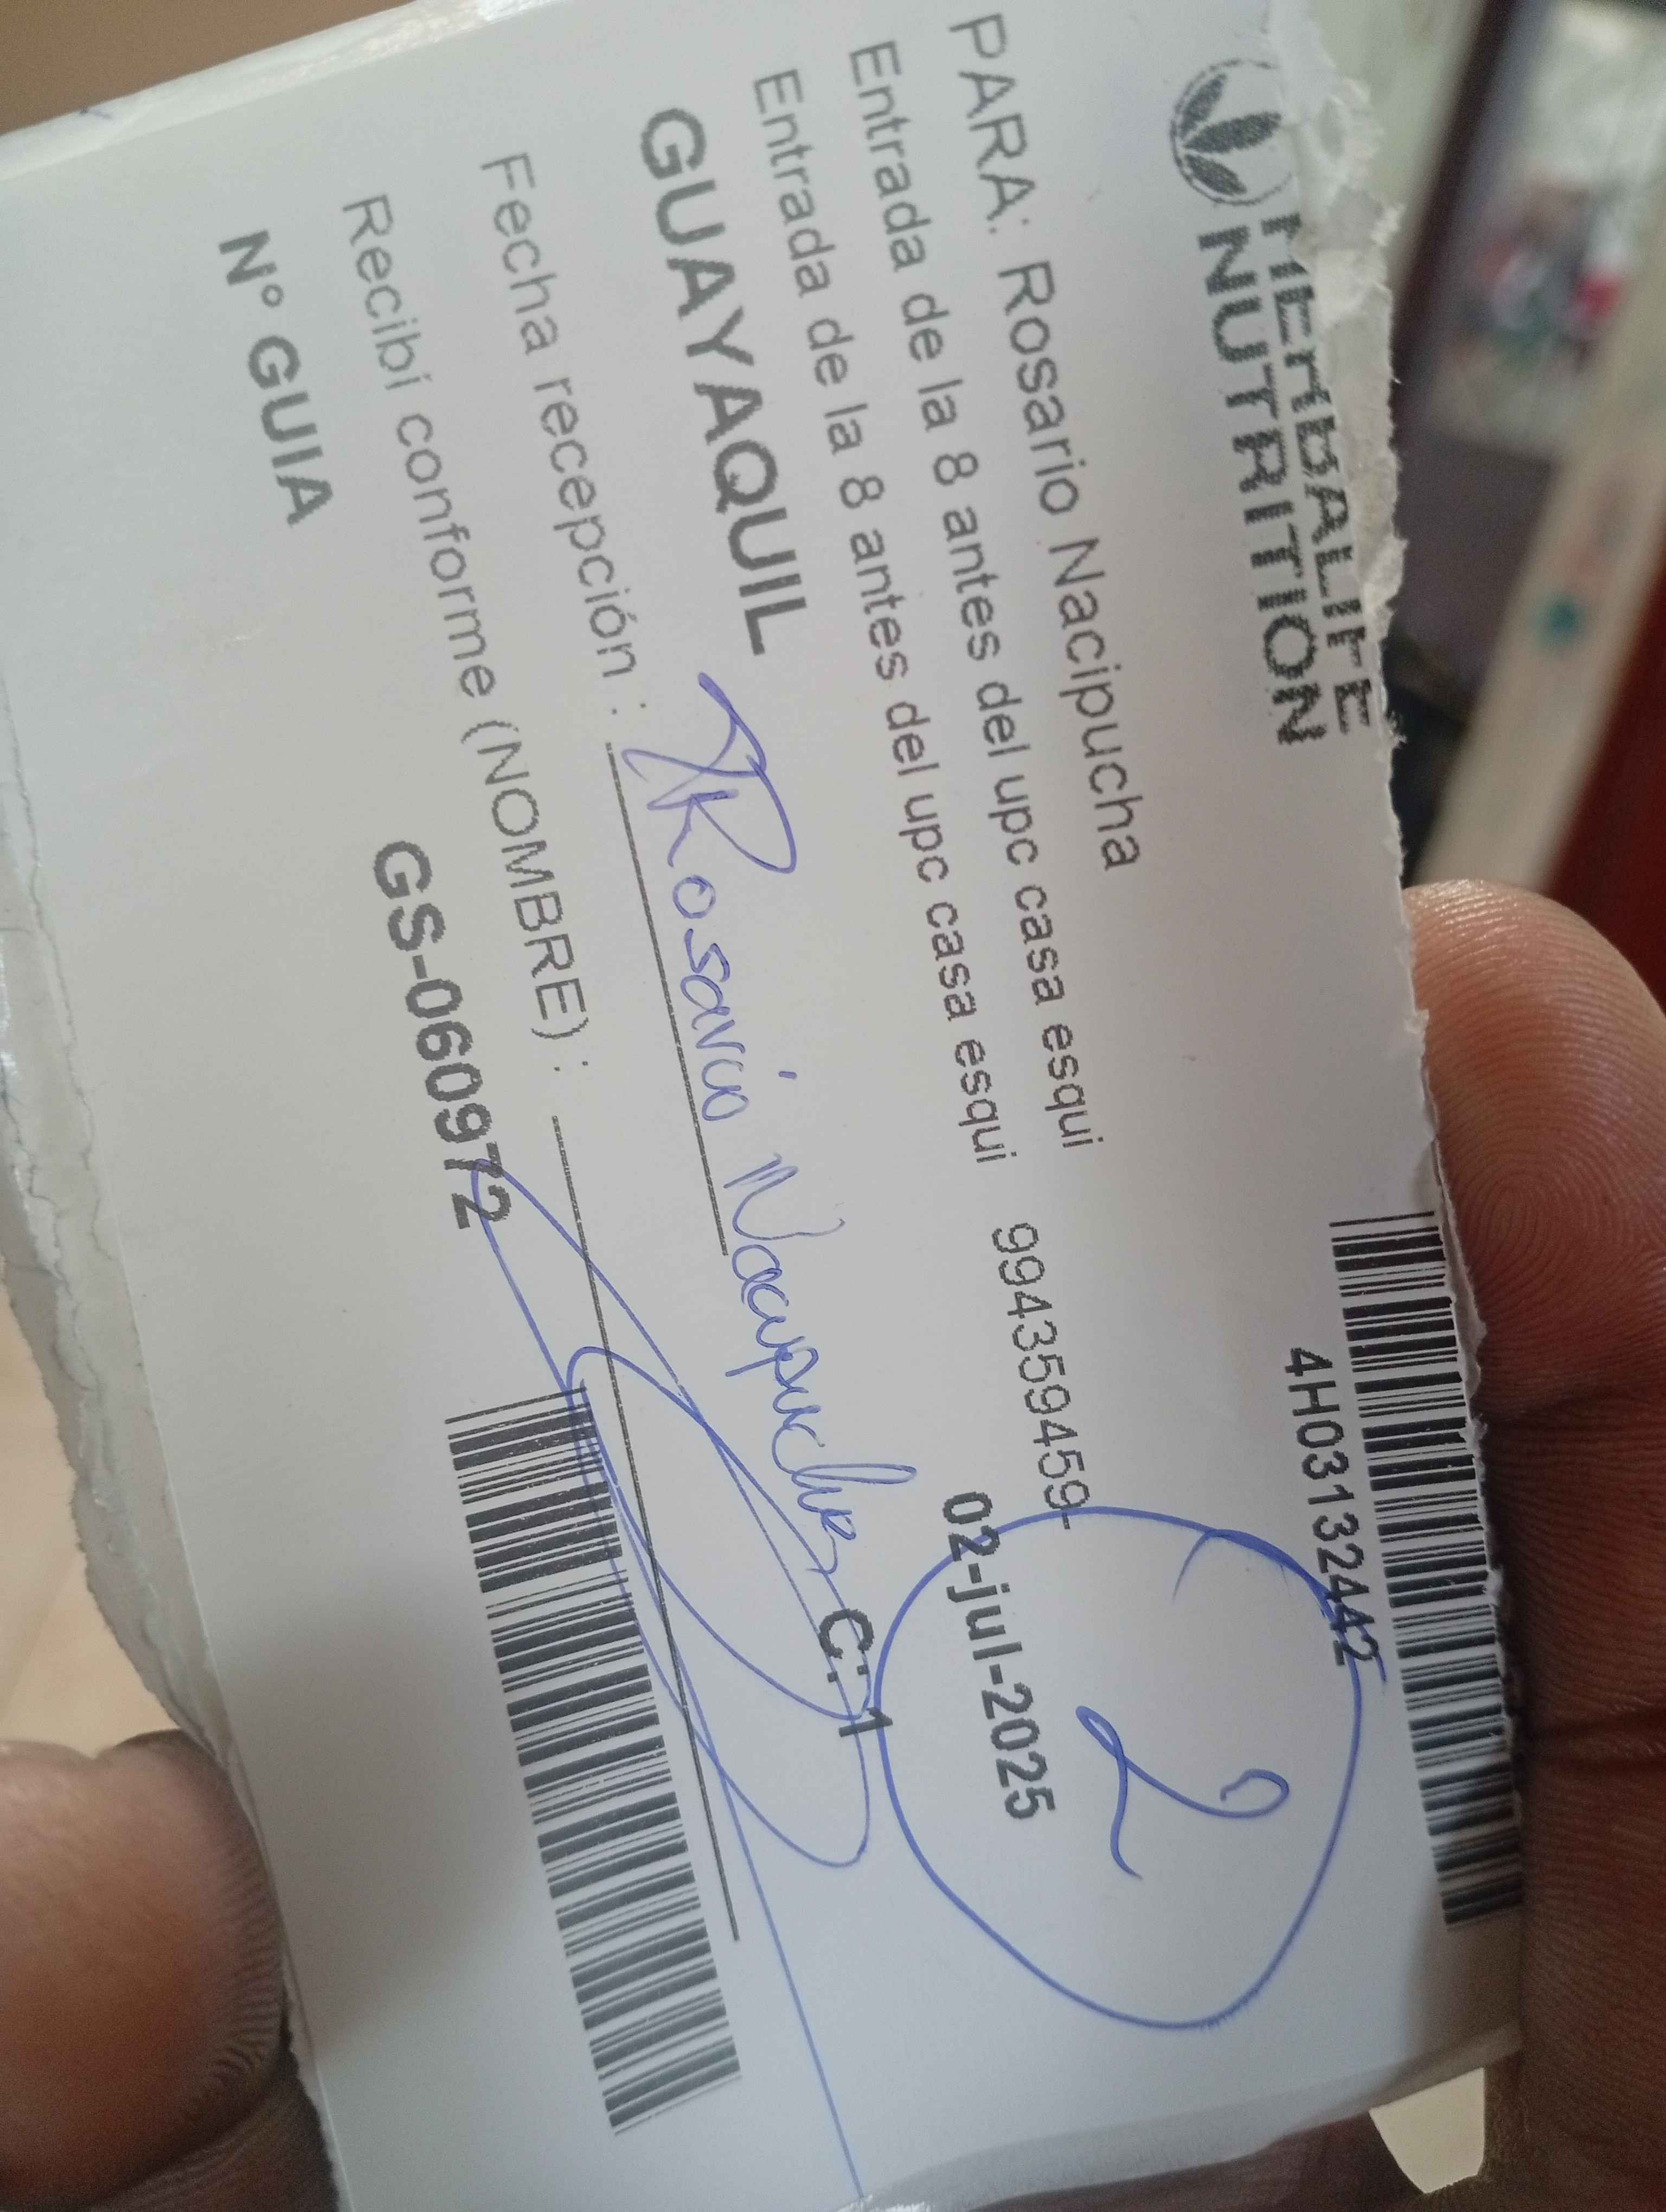 HERBALIFE
NUTRITION
4H03132442
PARA: Rosario Nacipucha
Entrada de la 8 antes del upc casa esqui 994359459-
Entrada de la 8 antes del upc casa esqui
02-jul-2025
2
GUAYAQUIL
C: 1
Fecha recepción : Rosario Nacipucha
Recibi conforme (NOMBRE) :
N° GUIA GS-060972